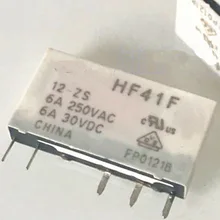 HF41F
12-ZS
6A 250VAC
6A 30VDC
CHINA
FP0121B